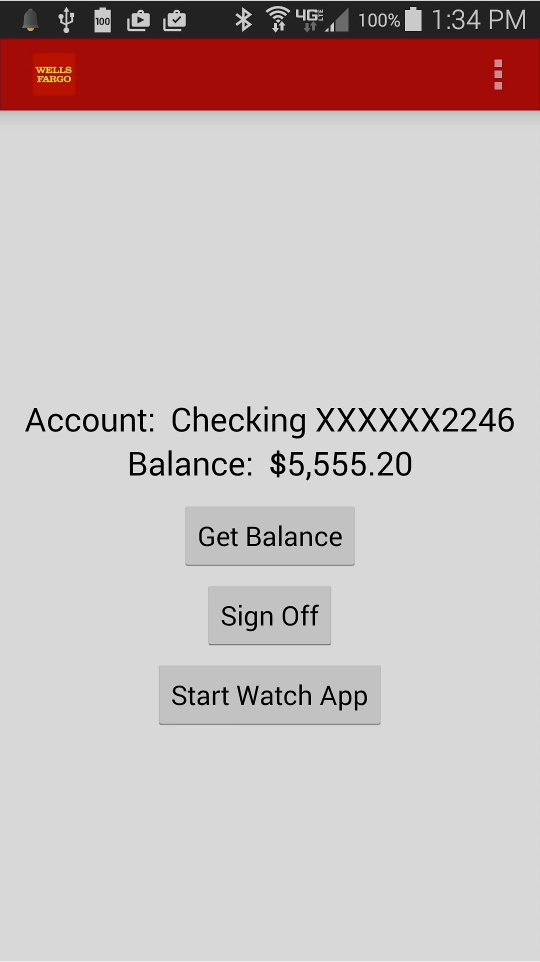 100 4G LTE 100% 1:34 PM
WELLS
FARGO
Account: Checking XXXXXX2246
Balance: $5,555.20
Get Balance
Sign Off
Start Watch App